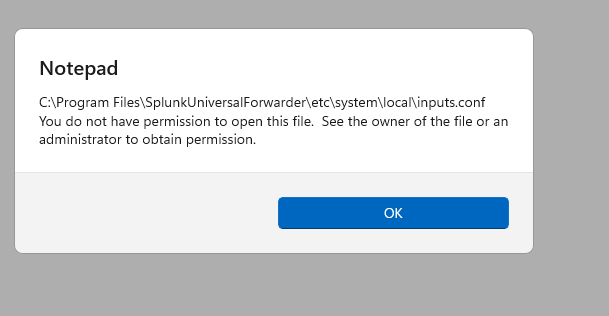 Notepad
C:\Program Files\SplunkUniversalForwarder\etc\system\local\inputs.conf
You do not have permission to open this file.  See the owner of the file or an
administrator to obtain permission.
OK